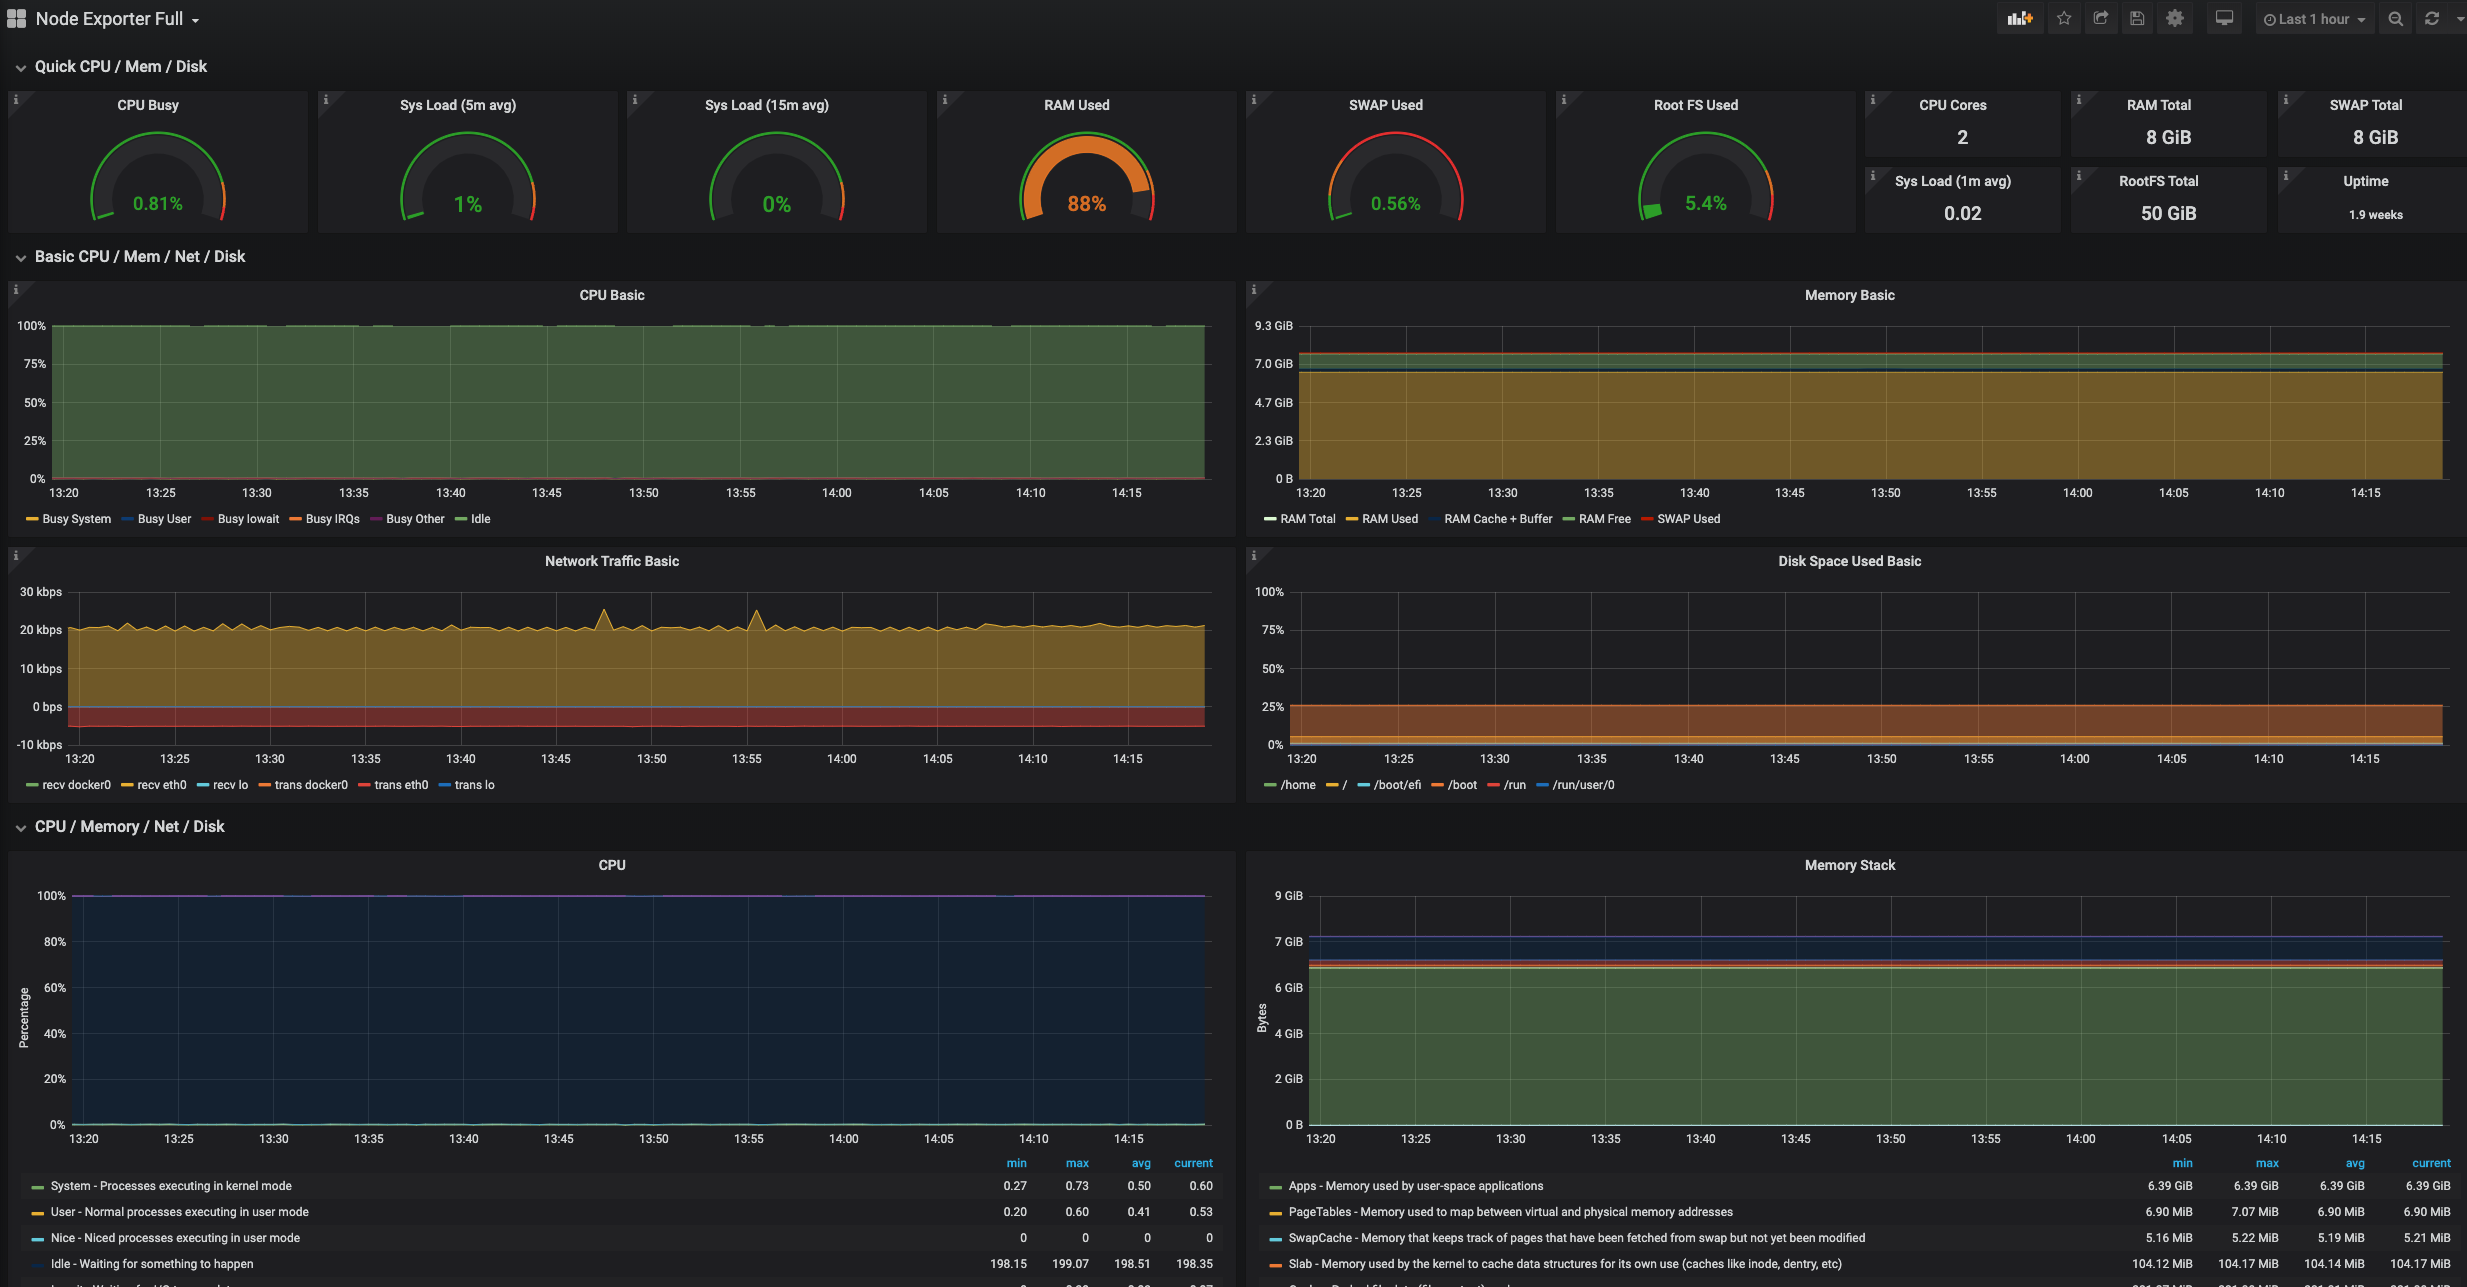 Node Exporter Full
Last 1 hour
Quick CPU / Mem / Disk
CPU Busy
0.81%
Sys Load (5m avg)
1%
Sys Load (15m avg)
0%
RAM Used
88%
SWAP Used
0.56%
Root FS Used
5.4%
CPU Cores
2
RAM Total
8 GiB
SWAP Total
8 GiB
Sys Load (1m avg)
0.02
RootFS Total
50 GiB
Uptime
1.9 weeks
Basic CPU / Mem / Net / Disk
CPU Basic
100%
75%
50%
25%
0%
13:20 13:25 13:30 13:35 13:40 13:45 13:50 13:55 14:00 14:05 14:10 14:15
Busy System Busy User Busy Iowait Busy IRQs Busy Other Idle
Memory Basic
9.3 GiB
7.0 GiB
4.7 GiB
2.3 GiB
0 B
13:20 13:25 13:30 13:35 13:40 13:45 13:50 13:55 14:00 14:05 14:10 14:15
RAM Total RAM Used RAM Cache + Buffer RAM Free SWAP Used
Network Traffic Basic
30 kbps
20 kbps
10 kbps
0 bps
-10 kbps
13:20 13:25 13:30 13:35 13:40 13:45 13:50 13:55 14:00 14:05 14:10 14:15
recv docker0 recv eth0 recv lo trans docker0 trans eth0 trans lo
Disk Space Used Basic
100%
75%
50%
25%
0%
13:20 13:25 13:30 13:35 13:40 13:45 13:50 13:55 14:00 14:05 14:10 14:15
/home / /boot/efi /boot /run /run/user/0
CPU / Memory / Net / Disk
CPU
Percentage
100%
80%
60%
40%
20%
0%
13:20 13:25 13:30 13:35 13:40 13:45 13:50 13:55 14:00 14:05 14:10 14:15
min max avg current
System - Processes executing in kernel mode 0.27 0.73 0.50 0.60
User - Normal processes executing in user mode 0.20 0.60 0.41 0.53
Nice - Niced processes executing in user mode 0 0 0 0
Idle - Waiting for something to happen 198.15 199.07 198.51 198.35
Memory Stack
Bytes
9 GiB
7 GiB
6 GiB
4 GiB
2 GiB
0 B
13:20 13:25 13:30 13:35 13:40 13:45 13:50 13:55 14:00 14:05 14:10 14:15
min max avg current
Apps - Memory used by user-space applications 6.39 GiB 6.39 GiB 6.39 GiB 6.39 GiB
PageTables - Memory used to map between virtual and physical memory addresses 6.90 MiB 7.07 MiB 6.90 MiB 6.90 MiB
SwapCache - Memory that keeps track of pages that have been fetched from swap but not yet been modified 5.16 MiB 5.22 MiB 5.19 MiB 5.21 MiB
Slab - Memory used by the kernel to cache data structures for its own use (caches like inode, dentry, etc) 104.12 MiB 104.17 MiB 104.14 MiB 104.17 MiB